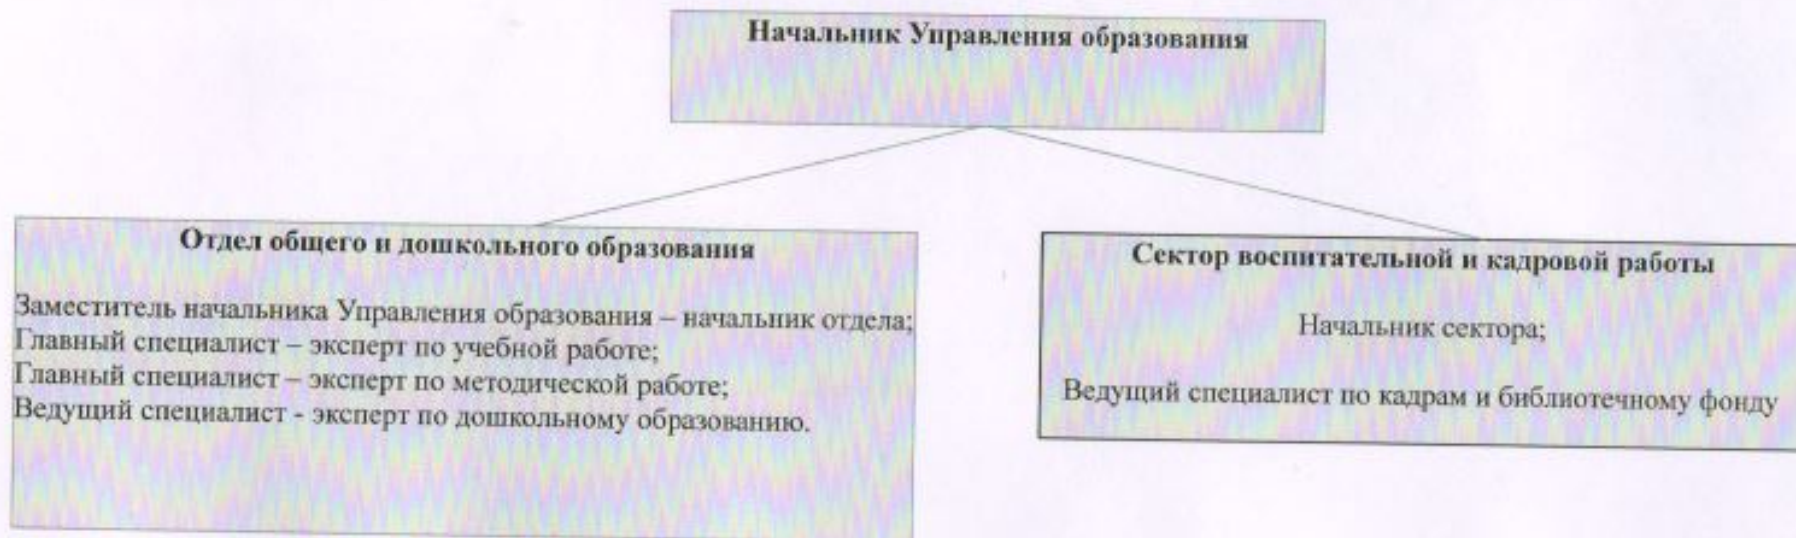 Начальник Управления образования
Отдел общего и дошкольного образования
Заместитель начальника Управления образования – начальник отдела;
Главный специалист – эксперт по учебной работе;
Главный специалист – эксперт по методической работе;
Ведущий специалист - эксперт по дошкольному образованию.
Сектор воспитательной и кадровой работы
Начальник сектора;
Ведущий специалист по кадрам и библиотечному фонду